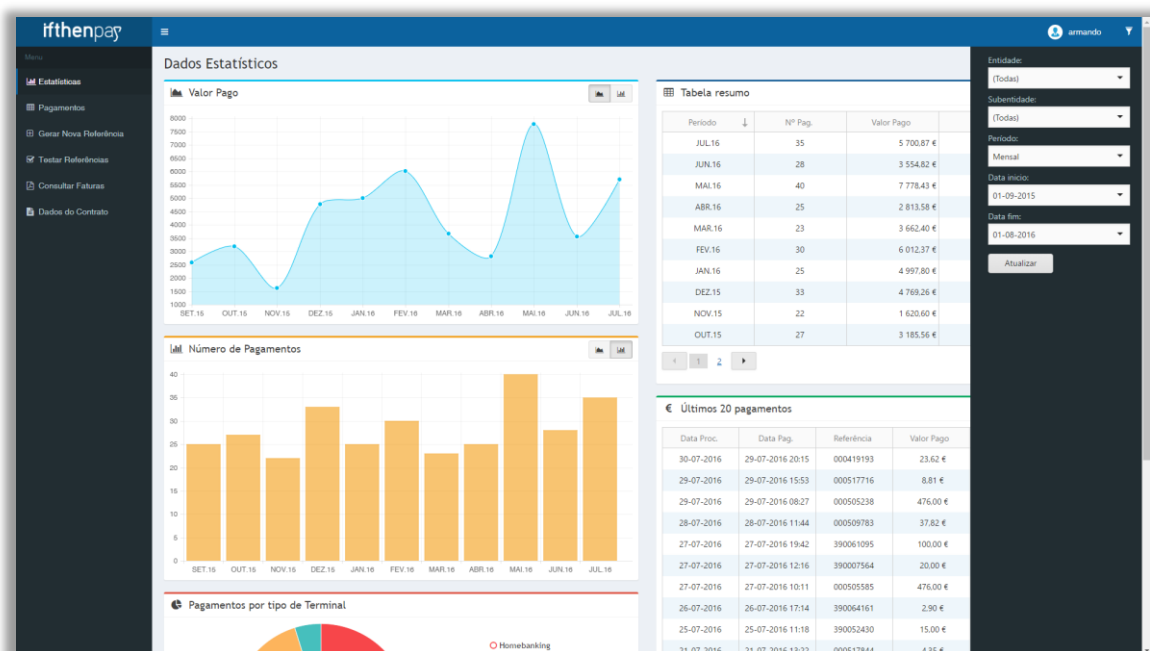 ifthenpay
armando
Menu
Estatísticas
Pagamentos
Gerar Nova Referência
Testar Referências
Consultar Faturas
Dados do Contrato
Dados Estatísticos
Valor Pago
8000
7500
7000
6500
6000
5500
5000
4500
4000
3500
3000
2500
2000
1500
1000
SET.15 OUT.15 NOV.15 DEZ.15 JAN.16 FEV.16 MAR.16 ABR.16 MAI.16 JUN.16 JUL.16
Número de Pagamentos
40
35
30
25
20
15
10
5
0
SET.15 OUT.15 NOV.15 DEZ.15 JAN.16 FEV.16 MAR.16 ABR.16 MAI.16 JUN.16 JUL.16
Pagamentos por tipo de Terminal
Homebanking
Tabela resumo
Período Nº Pag. Valor Pago
JUL.16 35 5 700,87 €
JUN.16 28 3 554,82 €
MAI.16 40 7 778,43 €
ABR.16 25 2 813,58 €
MAR.16 23 3 662,40 €
FEV.16 30 6 012,37 €
JAN.16 25 4 997,80 €
DEZ.15 33 4 769,26 €
NOV.15 22 1 620,60 €
OUT.15 27 3 185,56 €
1 2
€ Últimos 20 pagamentos
Data Proc. Data Pag. Referência Valor Pago
30-07-2016 29-07-2016 20:15 000419193 23,62 €
29-07-2016 29-07-2016 15:53 000517716 8,81 €
29-07-2016 29-07-2016 08:27 000505238 476,00 €
28-07-2016 28-07-2016 11:44 000509783 37,82 €
27-07-2016 27-07-2016 19:42 390061095 100,00 €
27-07-2016 27-07-2016 12:16 390007564 20,00 €
27-07-2016 27-07-2016 10:11 000505585 476,00 €
26-07-2016 26-07-2016 17:14 390064161 2,90 €
25-07-2016 25-07-2016 11:18 390052430 15,00 €
21-07-2016 21-07-2016 13:22 000517844 4,35 €
Entidade:
(Todas)
Subentidade:
(Todas)
Período:
Mensal
Data inicio:
01-09-2015
Data fim:
01-08-2016
Atualizar